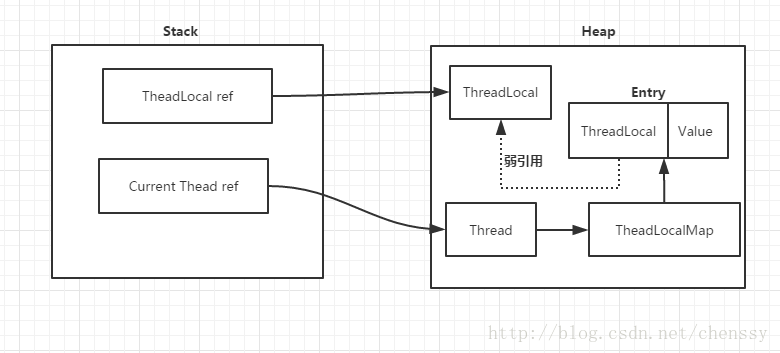 Stack
Heap
TheadLocal ref
ThreadLocal
Entry
ThreadLocal
Value
弱引用
Current Thead ref
Thread
TheadLocalMap
http://blog.csdn.net/chenssy